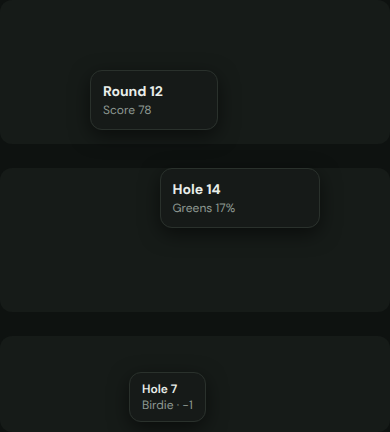 Round 12
Score 78
Hole 14
Greens 17%
Hole 7
Birdie · −1